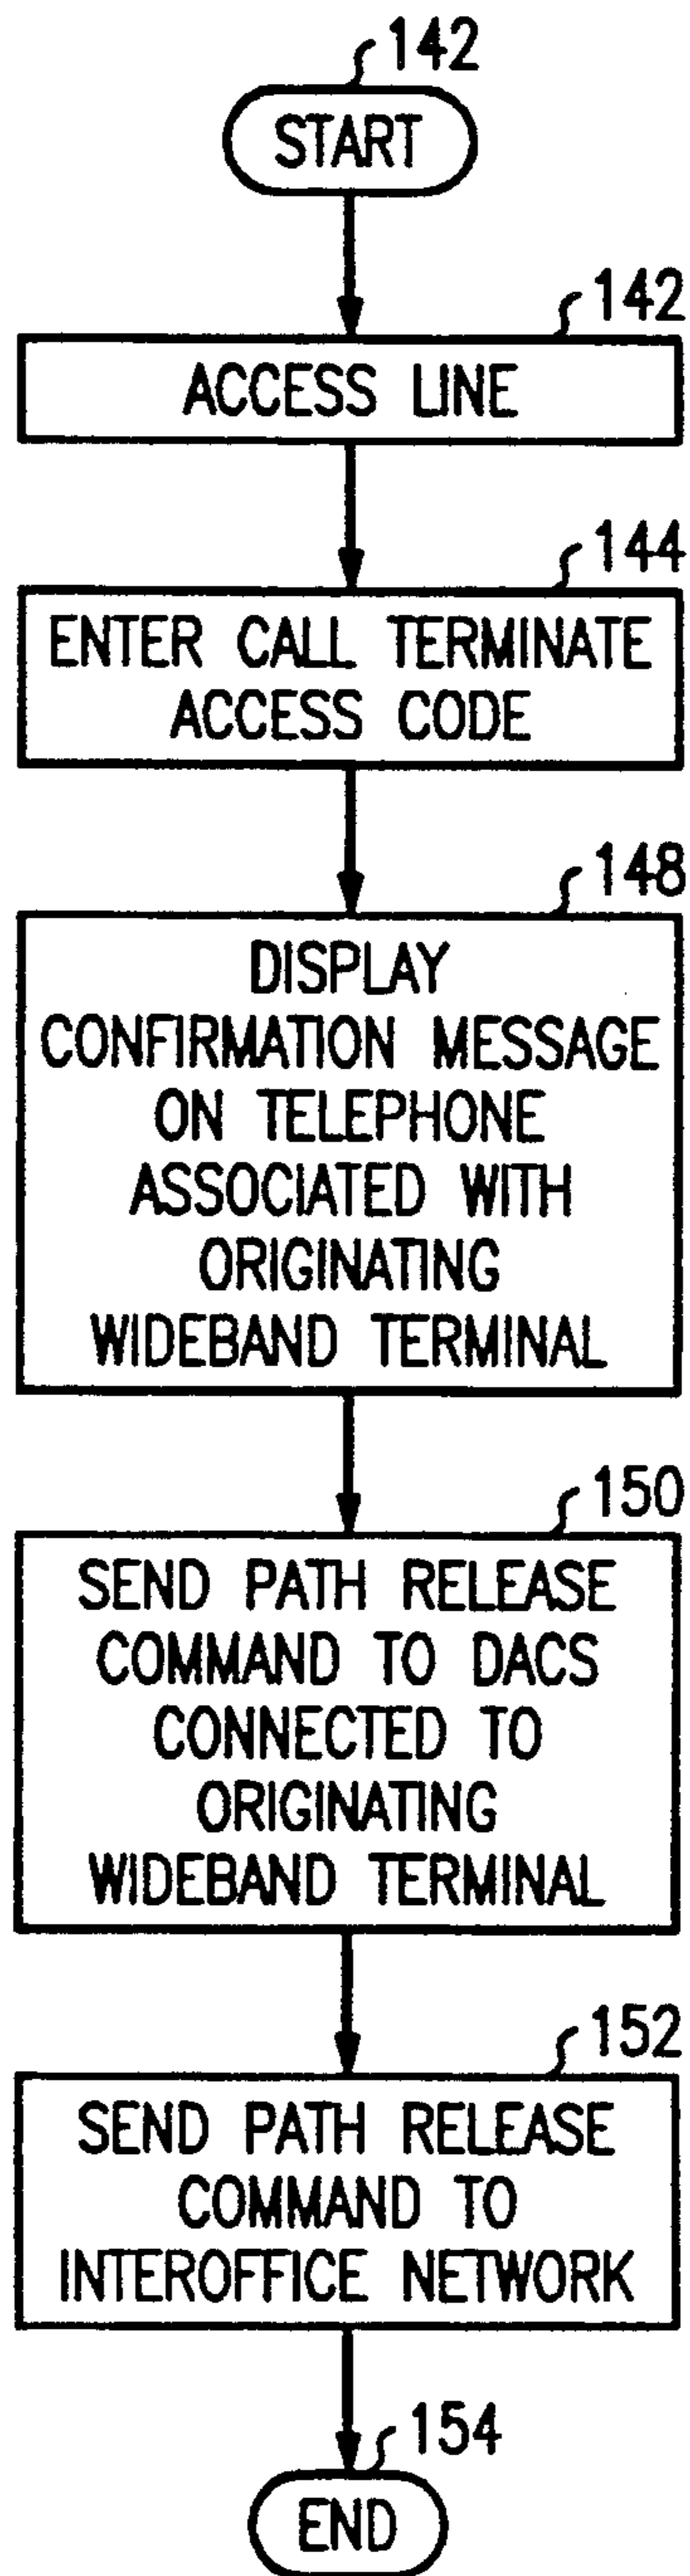 142
START
142
ACCESS LINE
144
ENTER CALL TERMINATE
ACCESS CODE
148
DISPLAY
CONFIRMATION MESSAGE
ON TELEPHONE
ASSOCIATED WITH
ORIGINATING
WIDEBAND TERMINAL
150
SEND PATH RELEASE
COMMAND TO DACS
CONNECTED TO
ORIGINATING
WIDEBAND TERMINAL
152
SEND PATH RELEASE
COMMAND TO
INTEROFFICE NETWORK
154
END